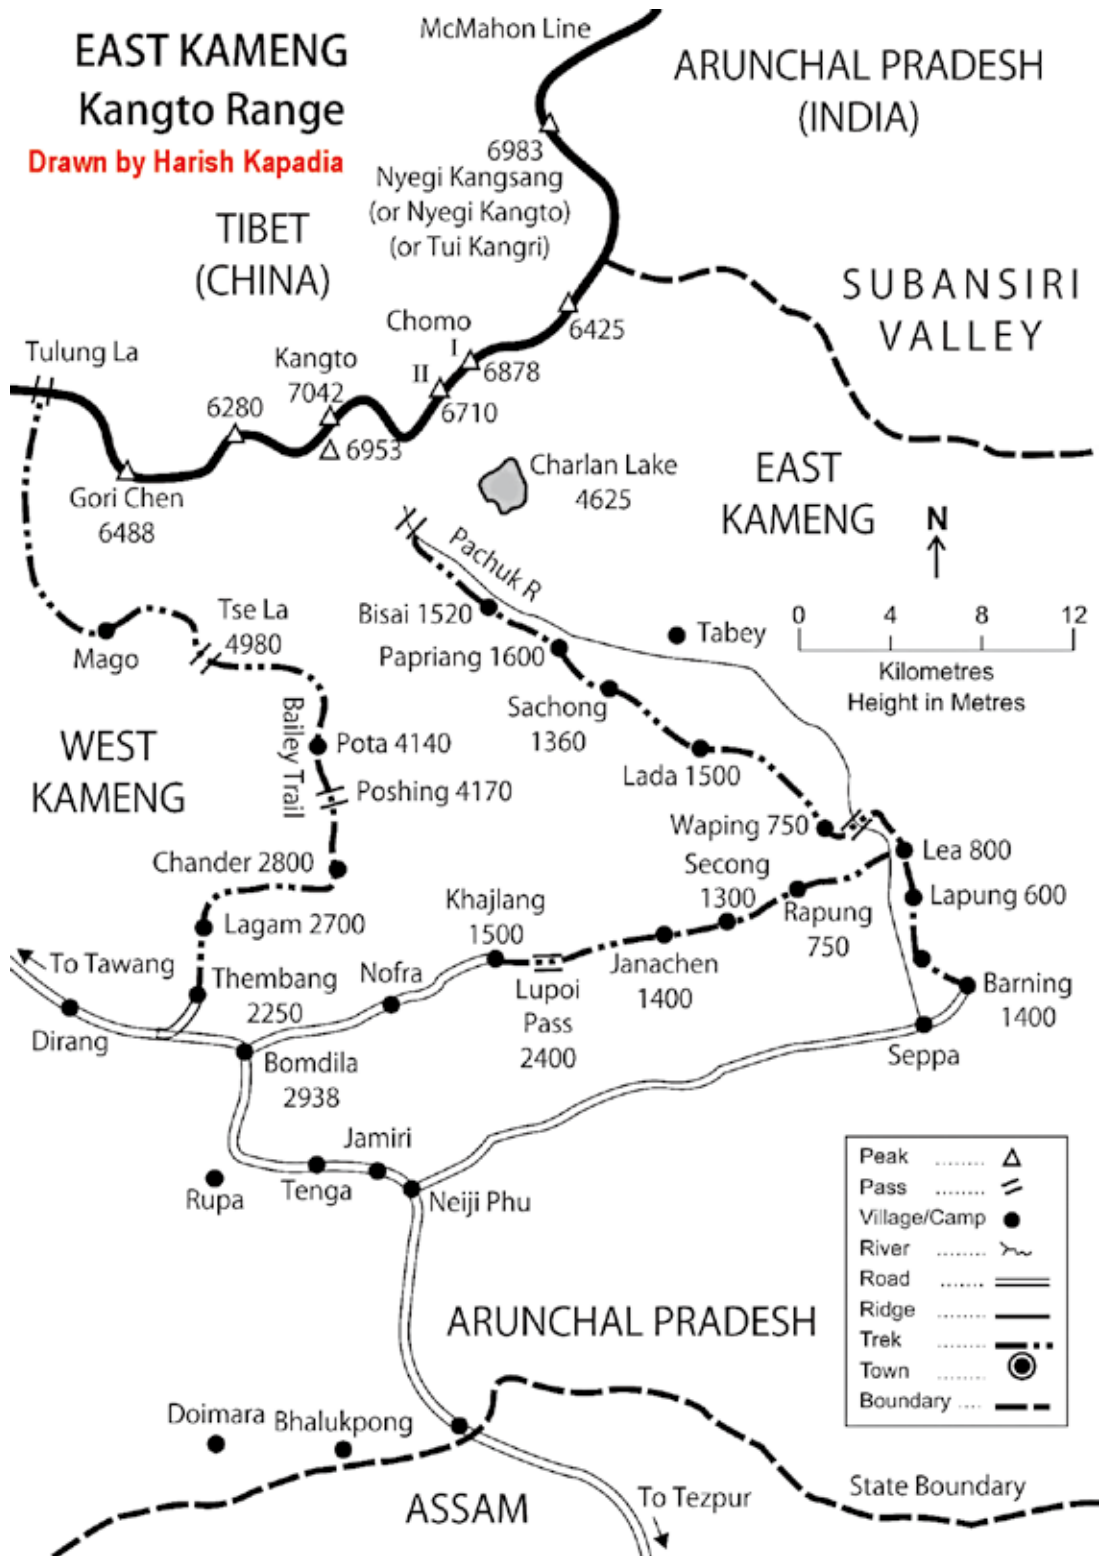 EAST KAMENG
Kangto Range
Drawn by Harish Kapadia
McMahon Line
ARUNCHAL PRADESH
(INDIA)
6983
Nyegi Kangsang
(or Nyegi Kangto)
(or Tui Kangri)
TIBET
(CHINA)
SUBANSIRI
VALLEY
6425
Chomo
I
6878
II
6710
Tulung La
Kangto
7042
6280
6953
Gori Chen
6488
Charlan Lake
4625
EAST
KAMENG
N
Pachuk R
0 4 8 12
Kilometres
Height in Metres
Bisai 1520
Tabey
Tse La
4980
Mago
Papriang 1600
Sachong
1360
Bailey Trail
WEST
KAMENG
Pota 4140
Lada 1500
Poshing 4170
Waping 750
Lea 800
Chander 2800
Secong
1300
Lapung 600
Khajlang
1500
Rapung
750
Lagam 2700
To Tawang
Nofra
Janachen
1400
Thembang
2250
Lupoi
Pass
2400
Barning
1400
Dirang
Seppa
Bomdila
2938
Jamiri
Rupa
Tenga
Neiji Phu
Peak ........
Pass ........
Village/Camp
River ........
Road ........
Ridge ........
Trek ........
Town ........
Boundary ....
ARUNCHAL PRADESH
Doimara
Bhalukpong
State Boundary
ASSAM
To Tezpur